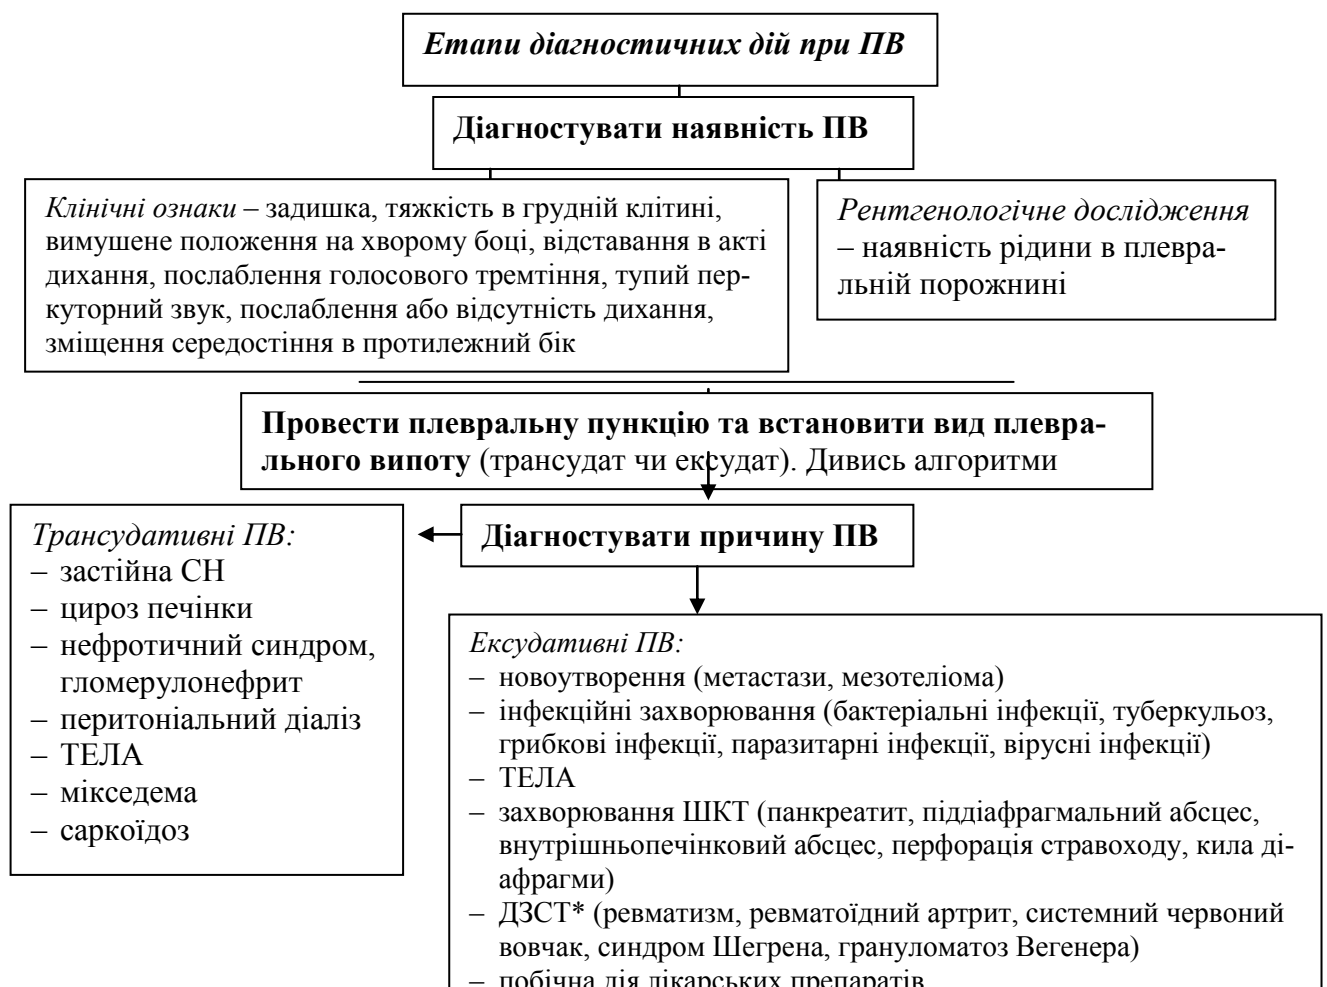 Етапи діагностичних дій при ПВ
Діагностувати наявність ПВ
Клінічні ознаки – задишка, тяжкість в грудній клітині,
вимушене положення на хворому боці, відставання в акті
дихання, послаблення голосового тремтіння, тупий пер-
куторний звук, послаблення або відсутність дихання,
зміщення середостіння в протилежний бік
Рентгенологічне дослідження
– наявність рідини в плевра-
льній порожнині
Провести плевральну пункцію та встановити вид плевра-
льного випоту (трансудат чи ексудат). Дивись алгоритми
Діагностувати причину ПВ
Трансудативні ПВ:
– застійна СН
– цироз печінки
– нефротичний синдром,
гломерулонефрит
– перитоніальний діаліз
– ТЕЛА
– мікседема
– саркоїдоз
Ексудативні ПВ:
– новоутворення (метастази, мезотеліома)
– інфекційні захворювання (бактеріальні інфекції, туберкульоз,
грибкові інфекції, паразитарні інфекції, вірусні інфекції)
– ТЕЛА
– захворювання ШКТ (панкреатит, піддіафрагмальний абсцес,
внутрішньопечінковий абсцес, перфорація стравоходу, кила ді-
афрагми)
– ДЗСТ* (ревматизм, ревматоїдний артрит, системний червоний
вовчак, синдром Шегрена, грануломатоз Вегенера)
– побічна дія лікарських препаратів